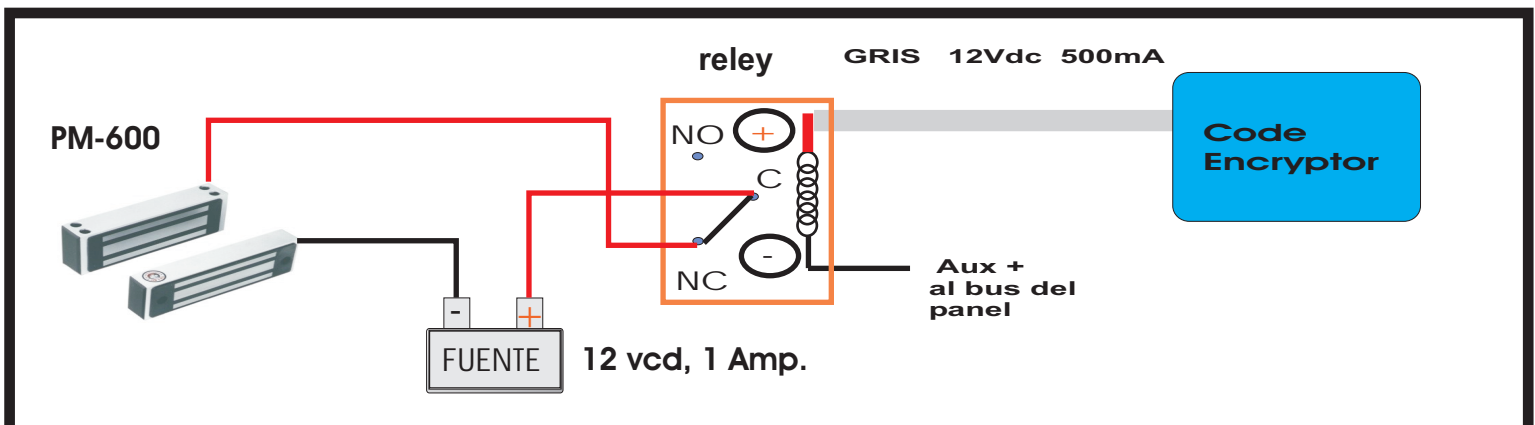 reley
GRIS 12Vdc 500mA
PM-600
NO
+
Code
Encryptor
C
-
NC
Aux +
al bus del
panel
-
+
FUENTE
12 vcd, 1 Amp.